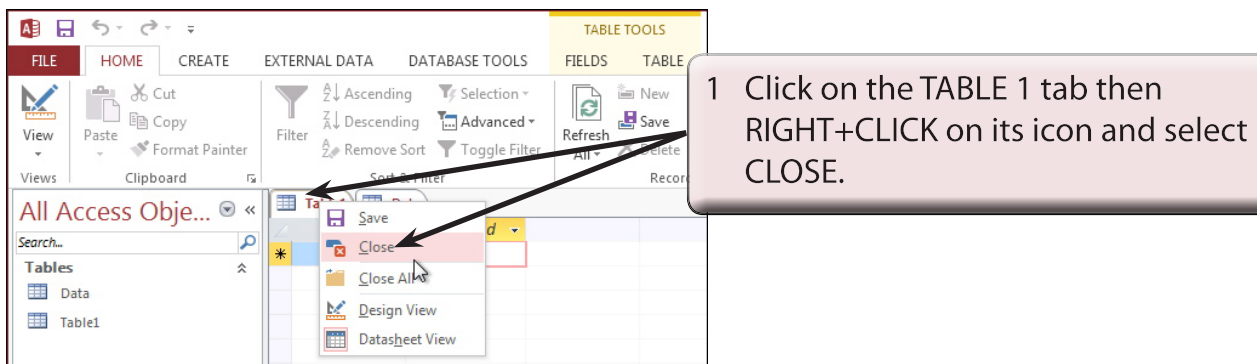 TABLE TOOLS
FILE HOME CREATE EXTERNAL DATA DATABASE TOOLS FIELDS TABLE
View
Views
Paste
Cut
Copy
Format Painter
Clipboard
Filter
Ascending
Descending
Remove Sort
Selection
Advanced
Toggle Filter
Sort & Filter
Refresh
All
New
Save
Delete
Recor
1 Click on the TABLE 1 tab then
RIGHT+CLICK on its icon and select
CLOSE.
All Access Obje...
Search...
Tables
Data
Table1
Save
Close
Close All
Design View
Datasheet View